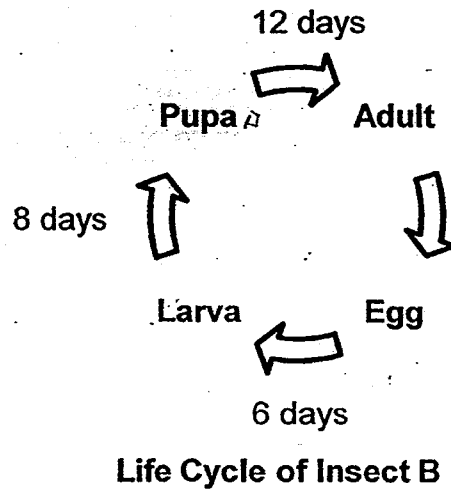 12 days
Pupa Adult
8 days
Larva Egg
6 days
Life Cycle of Insect B